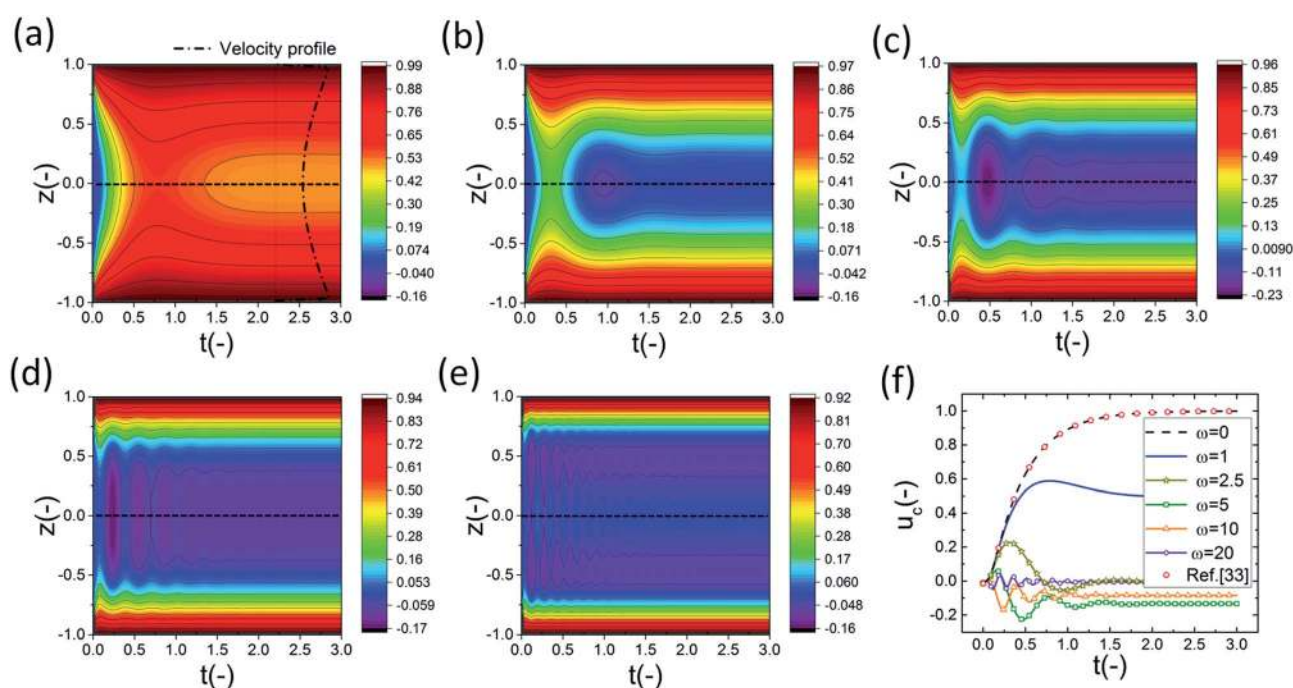 (a)
Velocity profile
z(-)
1.0
0.5
0.0
-0.5
-1.0
0.0 0.5 1.0 1.5 2.0 2.5 3.0
t(-)
0.99
0.88
0.76
0.65
0.53
0.42
0.30
0.19
0.074
-0.040
-0.16
(b)
z(-)
1.0
0.5
0.0
-0.5
-1.0
0.0 0.5 1.0 1.5 2.0 2.5 3.0
t(-)
0.97
0.86
0.75
0.63
0.52
0.41
0.30
0.18
0.071
-0.042
-0.16
(c)
z(-)
1.0
0.5
0.0
-0.5
-1.0
0.0 0.5 1.0 1.5 2.0 2.5 3.0
t(-)
0.96
0.84
0.73
0.61
0.49
0.37
0.25
0.13
0.0090
-0.11
-0.23
(d)
z(-)
1.0
0.5
0.0
-0.5
-1.0
0.0 0.5 1.0 1.5 2.0 2.5 3.0
t(-)
0.94
0.83
0.72
0.61
0.50
0.39
0.28
0.16
0.053
-0.059
-0.17
(e)
z(-)
1.0
0.5
0.0
-0.5
-1.0
0.0 0.5 1.0 1.5 2.0 2.5 3.0
t(-)
0.92
0.81
0.70
0.60
0.49
0.38
0.27
0.17
0.060
-0.048
-0.16
(f)
u_c(-)
1.0
0.8
0.6
0.4
0.2
0.0
-0.2
0.0 0.5 1.0 1.5 2.0 2.5 3.0
t(-)
ω=0
ω=1
ω=2.5
ω=5
ω=10
ω=20
Ref.[33]